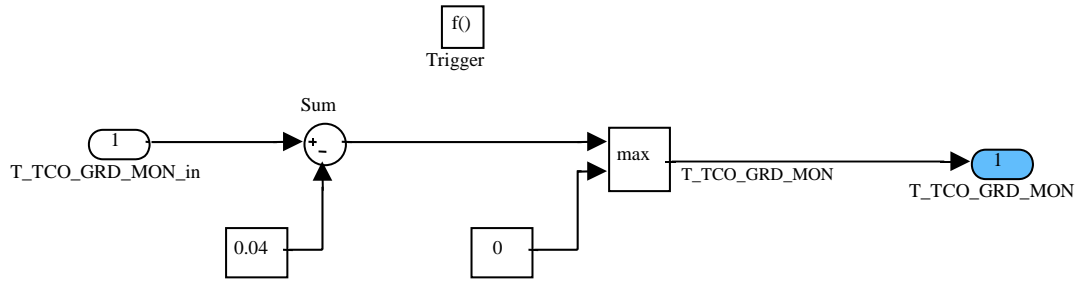 f()
Trigger
Sum
1
+
-
T_TCO_GRD_MON_in
max
T_TCO_GRD_MON
1
T_TCO_GRD_MON
0.04
0